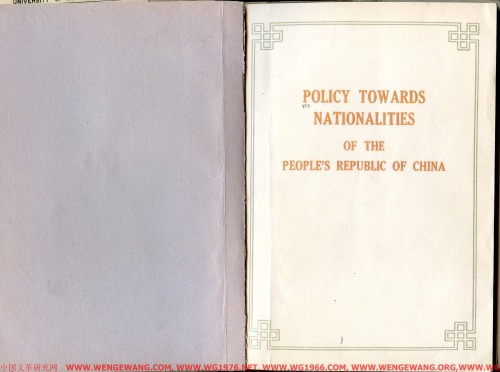 UNIVERSITY OF
POLICY TOWARDS
NATIONALITIES
OF THE
PEOPLE'S REPUBLIC OF CHINA
中国文革研究网 WWW.WENGEWANG.COM, WWW.WG1976.NET, WWW.WG1966.COM, WWW.WENGEWANG.ORG,WWW.W